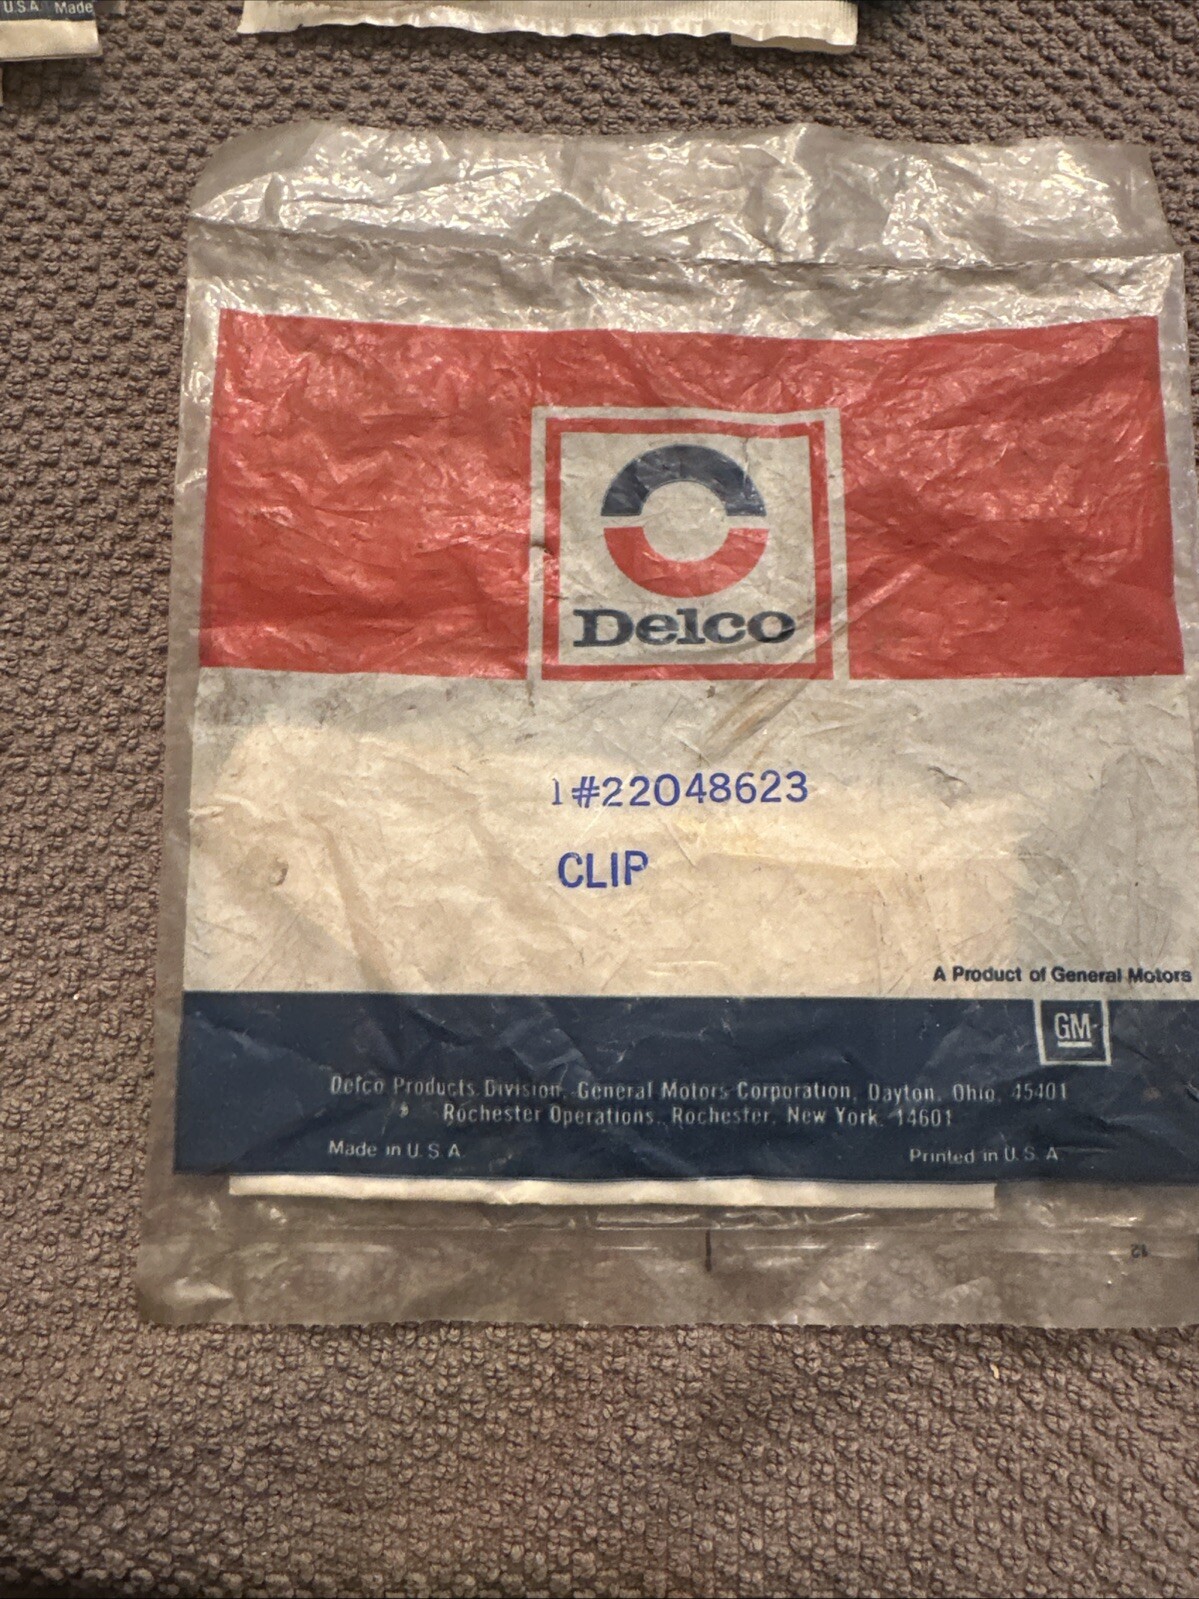 U.S.A. Made
Delco
1#22048623
CLIP
A Product of General Motors
GM
Delco Products Division, General Motors Corporation, Dayton, Ohio, 45401
Rochester Operations, Rochester, New York, 14601
Made in U.S.A.
Printed in U.S.A.
12